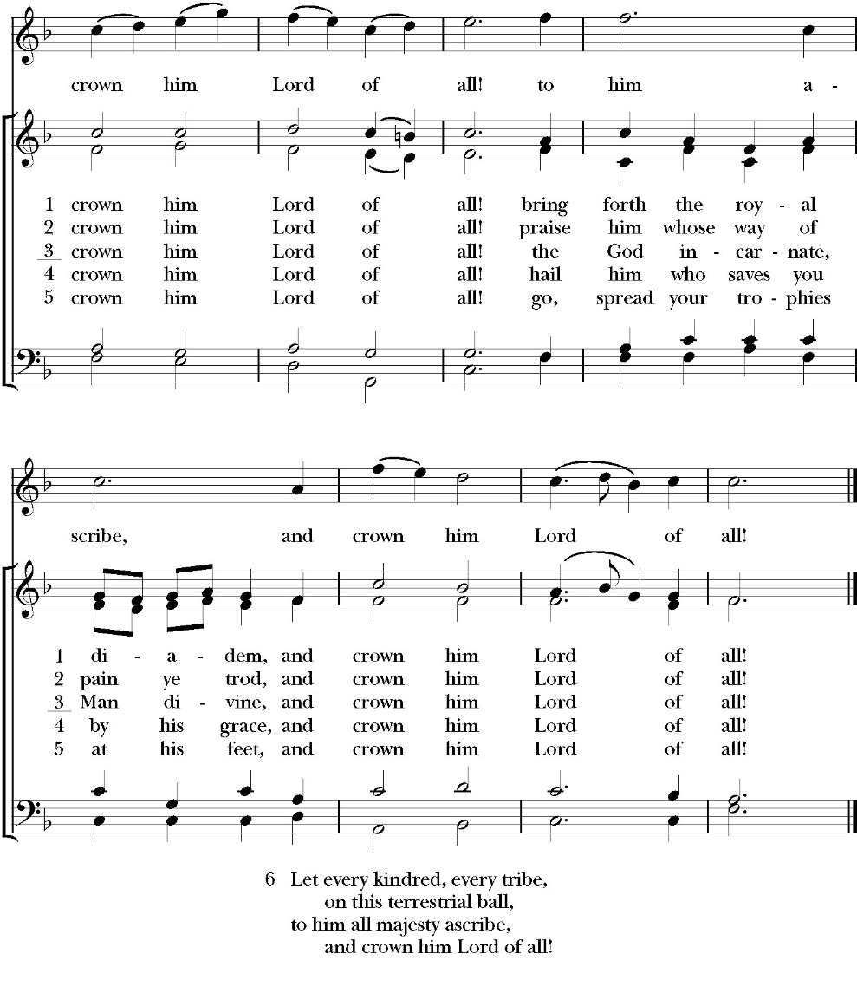 crown him Lord of all! to him a -
1 crown him Lord of all! bring forth the roy - al
2 crown him Lord of all! praise him whose way of
3 crown him Lord of all! the God in - car - nate,
4 crown him Lord of all! hail him who saves you
5 crown him Lord of all! go, spread your tro - phies
scribe, and crown him Lord of all!
1 di - a - dem, and crown him Lord of all!
2 pain ye trod, and crown him Lord of all!
3 Man di - vine, and crown him Lord of all!
4 by his grace, and crown him Lord of all!
5 at his feet, and crown him Lord of all!
6 Let every kindred, every tribe,
on this terrestrial ball,
to him all majesty ascribe,
and crown him Lord of all!